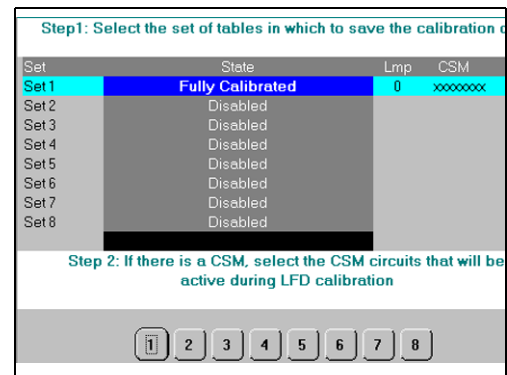 Step1: Select the set of tables in which to save the calibration
Set State Lmp CSM
Set 1 Fully Calibrated 0 xxxxxxxx
Set 2 Disabled
Set 3 Disabled
Set 4 Disabled
Set 5 Disabled
Set 6 Disabled
Set 7 Disabled
Set 8 Disabled
Step 2: If there is a CSM, select the CSM circuits that will be
active during LFD calibration
1 2 3 4 5 6 7 8